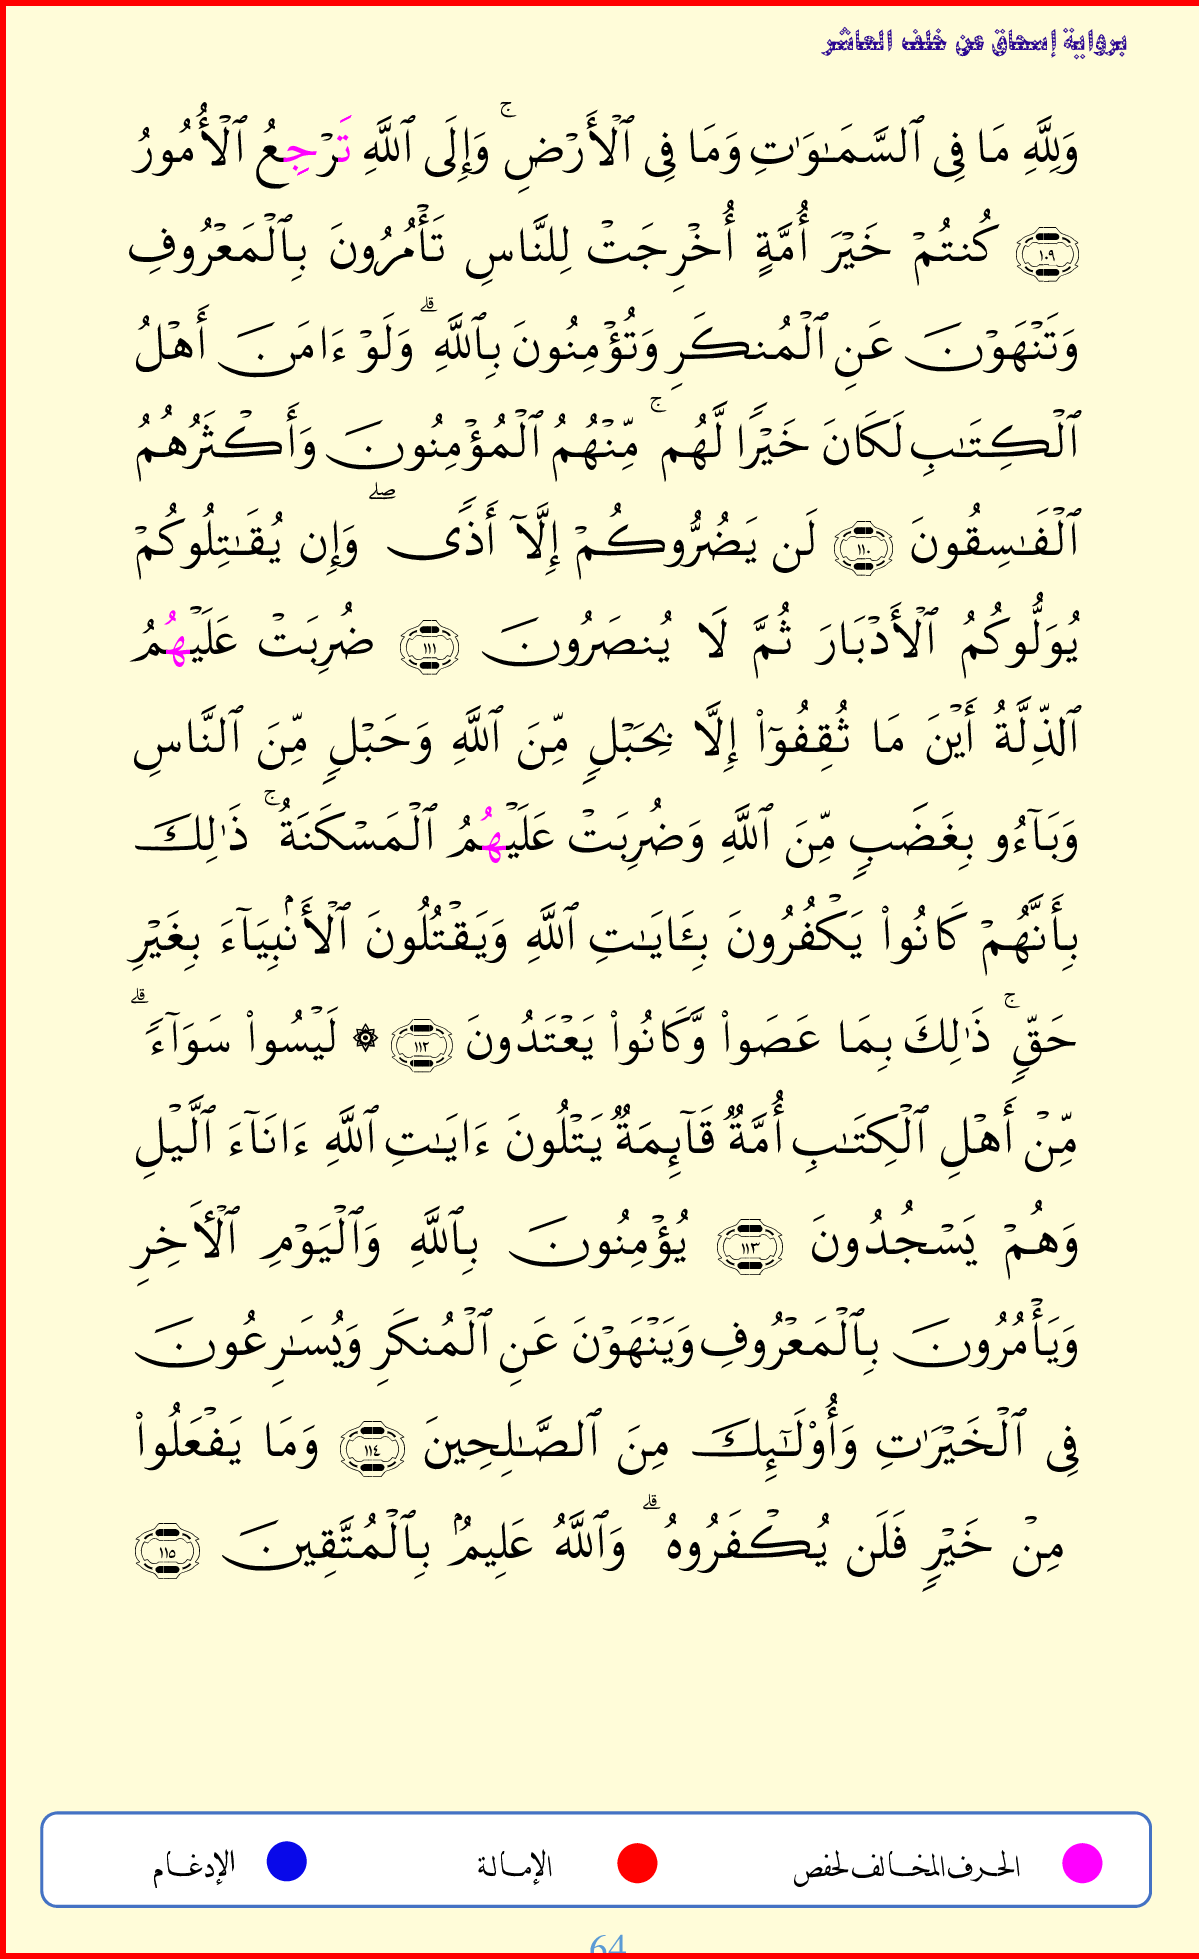 برواية إسحاق عن خلف العاشر
وَلِلَّهِ مَا فِى ٱلسَّمَـٰوَٰتِ وَمَا فِى ٱلْأَرْضِ ۚ وَإِلَى ٱللَّهِ تَرْجِعُ ٱلْأُمُورُ
١٠٩ كُنتُمْ خَيْرَ أُمَّةٍ أُخْرِجَتْ لِلنَّاسِ تَأْمُرُونَ بِٱلْمَعْرُوفِ
وَتَنْهَوْنَ عَنِ ٱلْمُنكَرِ وَتُؤْمِنُونَ بِٱللَّهِ ۗ وَلَوْ ءَامَنَ أَهْلُ
ٱلْكِتَـٰبِ لَكَانَ خَيْرًا لَّهُم ۚ مِّنْهُمُ ٱلْمُؤْمِنُونَ وَأَكْثَرُهُمُ
ٱلْفَـٰسِقُونَ ١١٠ لَن يَضُرُّوكُمْ إِلَّآ أَذًى ۖ وَإِن يُقَـٰتِلُوكُمْ
يُوَلُّوكُمُ ٱلْأَدْبَارَ ثُمَّ لَا يُنصَرُونَ ١١١ ضُرِبَتْ عَلَيْهُمُ
ٱلذِّلَّةُ أَيْنَ مَا ثُقِفُوٓا۟ إِلَّا بِحَبْلٍ مِّنَ ٱللَّهِ وَحَبْلٍ مِّنَ ٱلنَّاسِ
وَبَآءُو بِغَضَبٍ مِّنَ ٱللَّهِ وَضُرِبَتْ عَلَيْهُمُ ٱلْمَسْكَنَةُ ۚ ذَٰلِكَ
بِأَنَّهُمْ كَانُوا۟ يَكْفُرُونَ بِـَٔايَـٰتِ ٱللَّهِ وَيَقْتُلُونَ ٱلْأَنۢبِيَآءَ بِغَيْرِ
حَقٍّ ۚ ذَٰلِكَ بِمَا عَصَوا۟ وَّكَانُوا۟ يَعْتَدُونَ ١١٢ ۞ لَيْسُوا۟ سَوَآءً ۗ
مِّنْ أَهْلِ ٱلْكِتَـٰبِ أُمَّةٌ قَآئِمَةٌ يَتْلُونَ ءَايَـٰتِ ٱللَّهِ ءَانَآءَ ٱلَّيْلِ
وَهُمْ يَسْجُدُونَ ١١٣ يُؤْمِنُونَ بِٱللَّهِ وَٱلْيَوْمِ ٱلْـَٔاخِرِ
وَيَأْمُرُونَ بِٱلْمَعْرُوفِ وَيَنْهَوْنَ عَنِ ٱلْمُنكَرِ وَيُسَـٰرِعُونَ
فِى ٱلْخَيْرَٰتِ وَأُو۟لَـٰٓئِكَ مِنَ ٱلصَّـٰلِحِينَ ١١٤ وَمَا يَفْعَلُوا۟
مِنْ خَيْرٍ فَلَن يُكْفَرُوهُ ۗ وَٱللَّهُ عَلِيمٌۢ بِٱلْمُتَّقِينَ ١١٥
الحرف المخالف لحفص الإمالة الإدغام
64